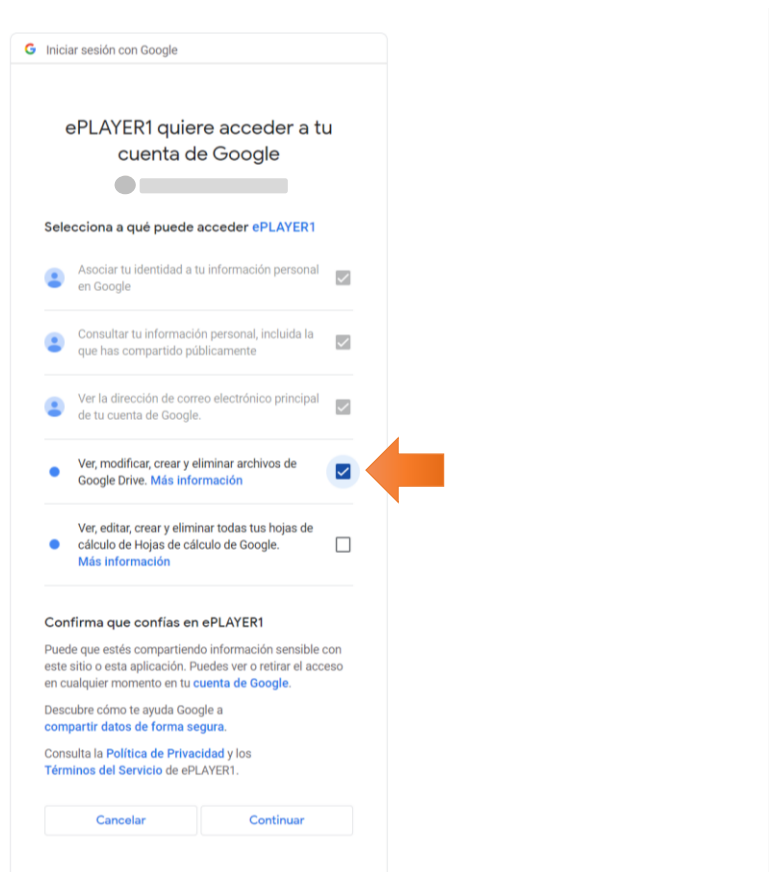 Iniciar sesión con Google
ePLAYER1 quiere acceder a tu
cuenta de Google
Selecciona a qué puede acceder ePLAYER1
Asociar tu identidad a tu información personal
en Google
Consultar tu información personal, incluida la
que has compartido públicamente
Ver la dirección de correo electrónico principal
de tu cuenta de Google.
Ver, modificar, crear y eliminar archivos de
Google Drive. Más información
Ver, editar, crear y eliminar todas tus hojas de
cálculo de Hojas de cálculo de Google.
Más información
Confirma que confías en ePLAYER1
Puede que estés compartiendo información sensible con
este sitio o esta aplicación. Puedes ver o retirar el acceso
en cualquier momento en tu cuenta de Google.
Descubre cómo te ayuda Google a
compartir datos de forma segura.
Consulta la Política de Privacidad y los
Términos del Servicio de ePLAYER1.
Cancelar Continuar